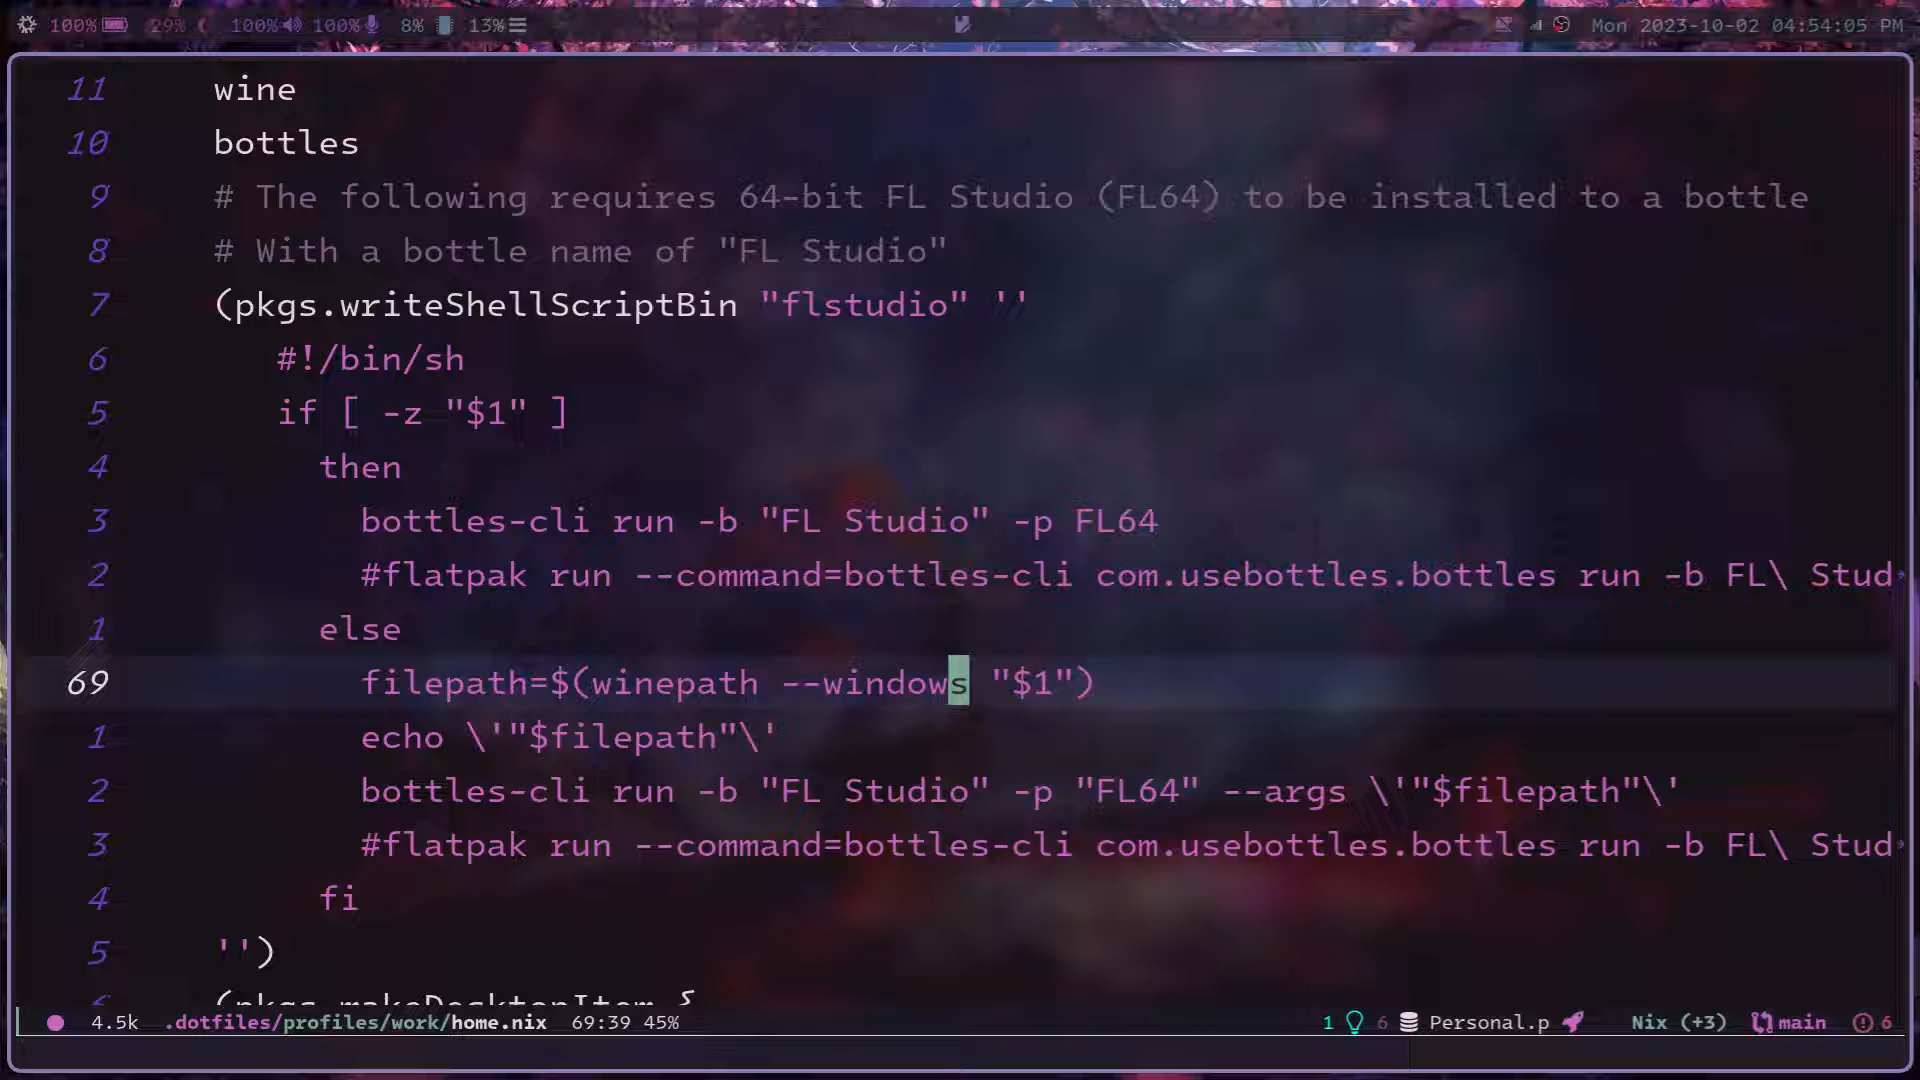 100% 29% 100% 100% 8% 13% Mon 2023-10-02 04:54:05 PM
11 wine
10 bottles
9 # The following requires 64-bit FL Studio (FL64) to be installed to a bottle
8 # With a bottle name of "FL Studio"
7 (pkgs.writeShellScriptBin "flstudio" ''
6 #!/bin/sh
5 if [ -z "$1" ]
4 then
3 bottles-cli run -b "FL Studio" -p FL64
2 #flatpak run --command=bottles-cli com.usebottles.bottles run -b FL\ Stud
1 else
69 filepath=$(winepath --windows "$1")
1 echo \'"$filepath"\'
2 bottles-cli run -b "FL Studio" -p "FL64" --args \'"$filepath"\'
3 #flatpak run --command=bottles-cli com.usebottles.bottles run -b FL\ Stud
4 fi
5 '')
6 (pkgs.makeDesktopItem {
4.5k .dotfiles/profiles/work/home.nix 69:39 45% 1 6 Personal.p Nix (+3) main 6